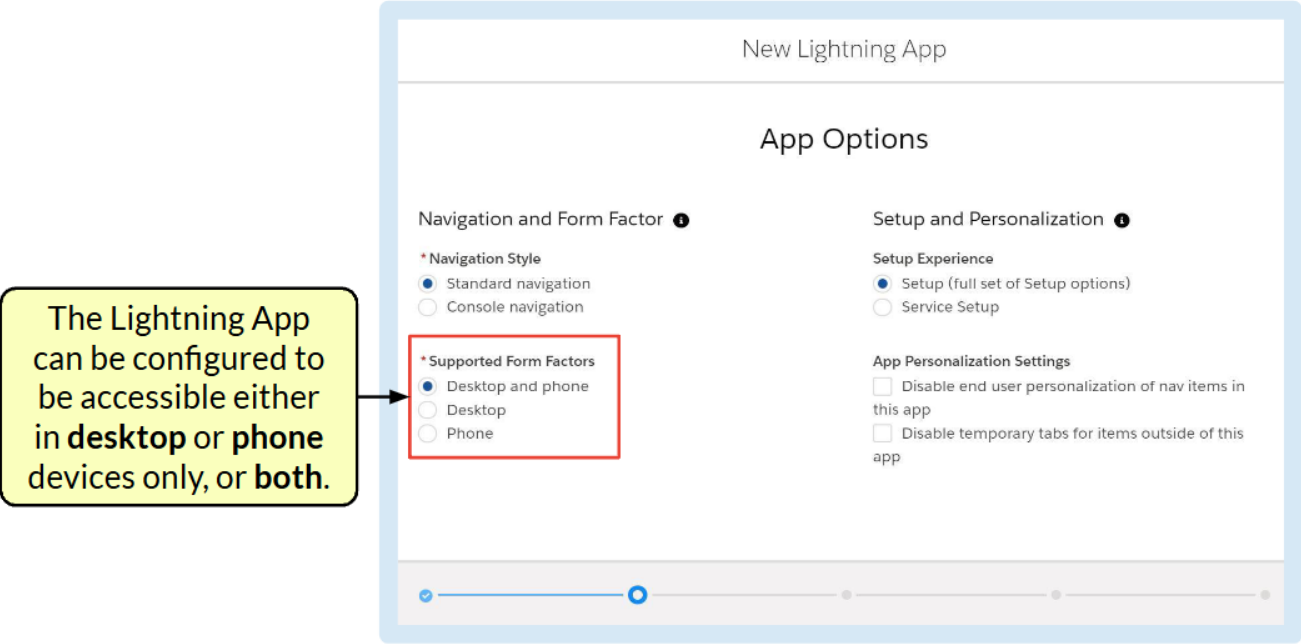 New Lightning App
App Options
Navigation and Form Factor
* Navigation Style
Standard navigation
Console navigation
* Supported Form Factors
Desktop and phone
Desktop
Phone
Setup and Personalization
Setup Experience
Setup (full set of Setup options)
Service Setup
App Personalization Settings
Disable end user personalization of nav items in
this app
Disable temporary tabs for items outside of this
app
The Lightning App
can be configured to
be accessible either
in desktop or phone
devices only, or both.